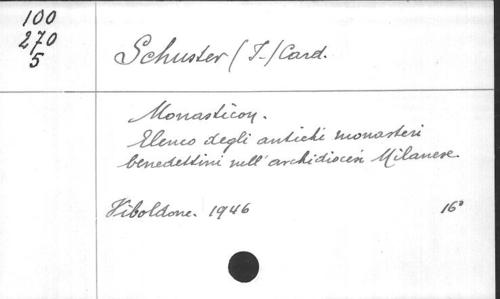 100
270
5
Schuster (I.) Card.
Monasticon.
Elenco degli antichi monasteri
benedettini nell' archidiocesi Milanese.
Viboldone. 1946
16°